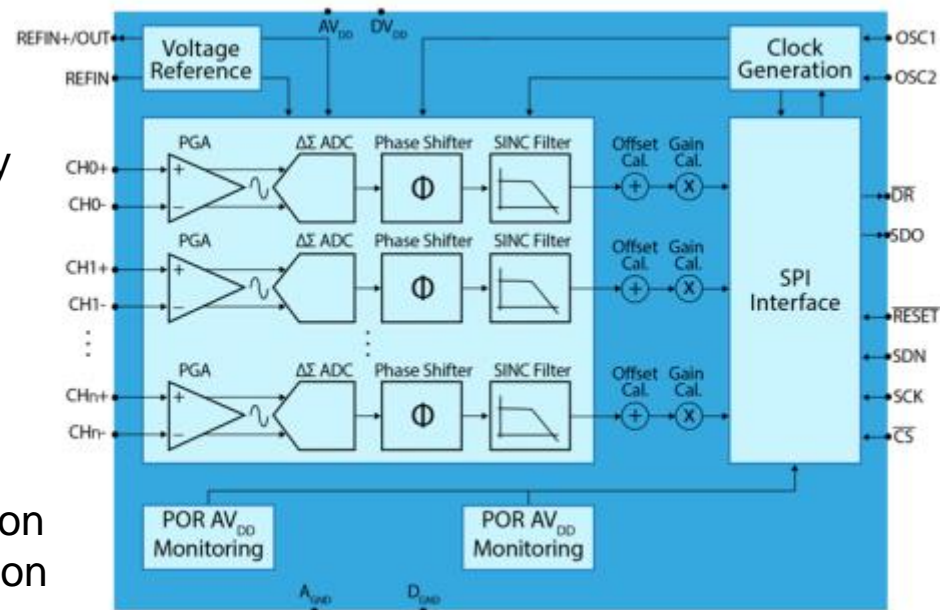 AVDD DVDD
REFIN+/OUT
REFIN
Voltage
Reference
Clock
Generation
OSC1
OSC2
y
PGA ΔΣ ADC Phase Shifter SINC Filter Offset Cal. Gain Cal.
CH0+
CH0-
+
−
Φ
+ X
PGA ΔΣ ADC Phase Shifter SINC Filter Offset Cal. Gain Cal.
CH1+
CH1-
+
−
Φ
+ X
PGA ΔΣ ADC Phase Shifter SINC Filter Offset Cal. Gain Cal.
CHn+
CHn-
+
−
Φ
+ X
SPI
Interface
DR
SDO
RESET
SDN
SCK
CS
on
on
POR AVDD
Monitoring
POR AVDD
Monitoring
AGND DGND